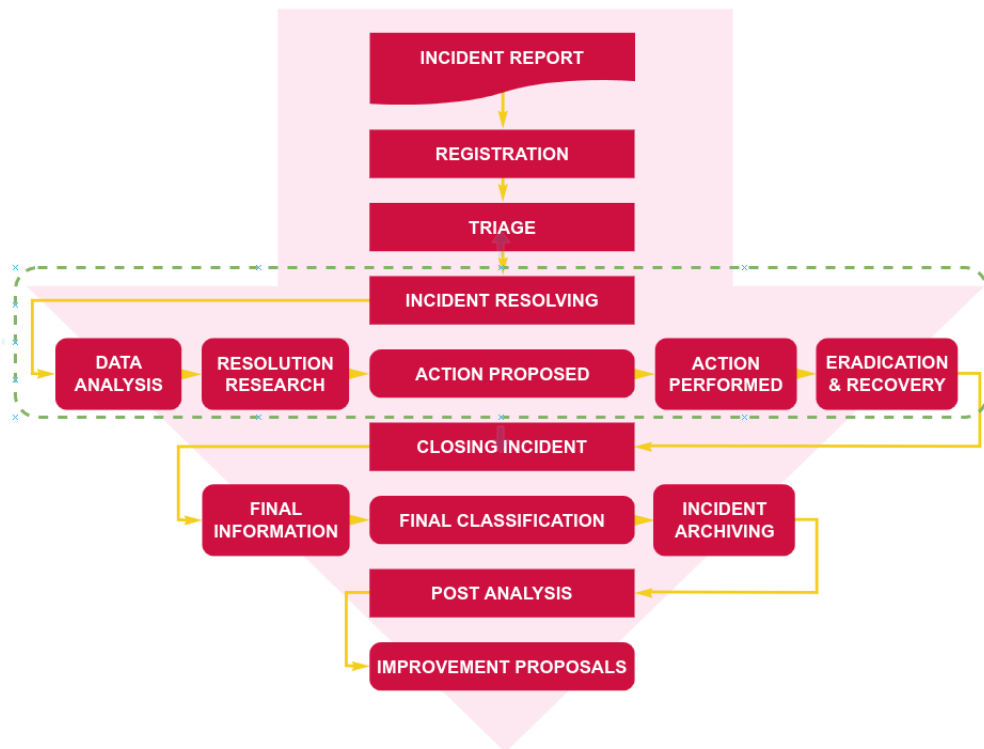 INCIDENT REPORT
REGISTRATION
TRIAGE
INCIDENT RESOLVING
DATA
ANALYSIS
RESOLUTION
RESEARCH
ACTION PROPOSED
ACTION
PERFORMED
ERADICATION
& RECOVERY
CLOSING INCIDENT
FINAL
INFORMATION
FINAL CLASSIFICATION
INCIDENT
ARCHIVING
POST ANALYSIS
IMPROVEMENT PROPOSALS